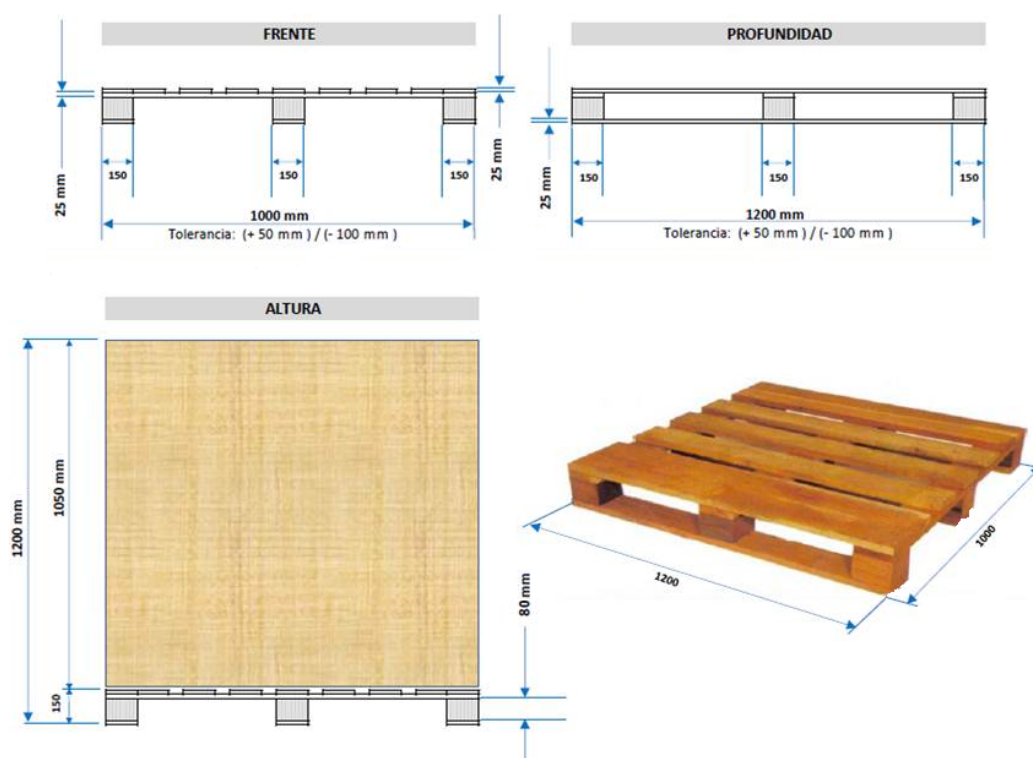 FRENTE
25 mm
150
150
150
25 mm
1000 mm
Tolerancia: (+ 50 mm ) / (- 100 mm )
PROFUNDIDAD
25 mm
150
150
150
1200 mm
Tolerancia: (+ 50 mm ) / (- 100 mm )
ALTURA
1200 mm
1050 mm
150
80 mm
1200
1000